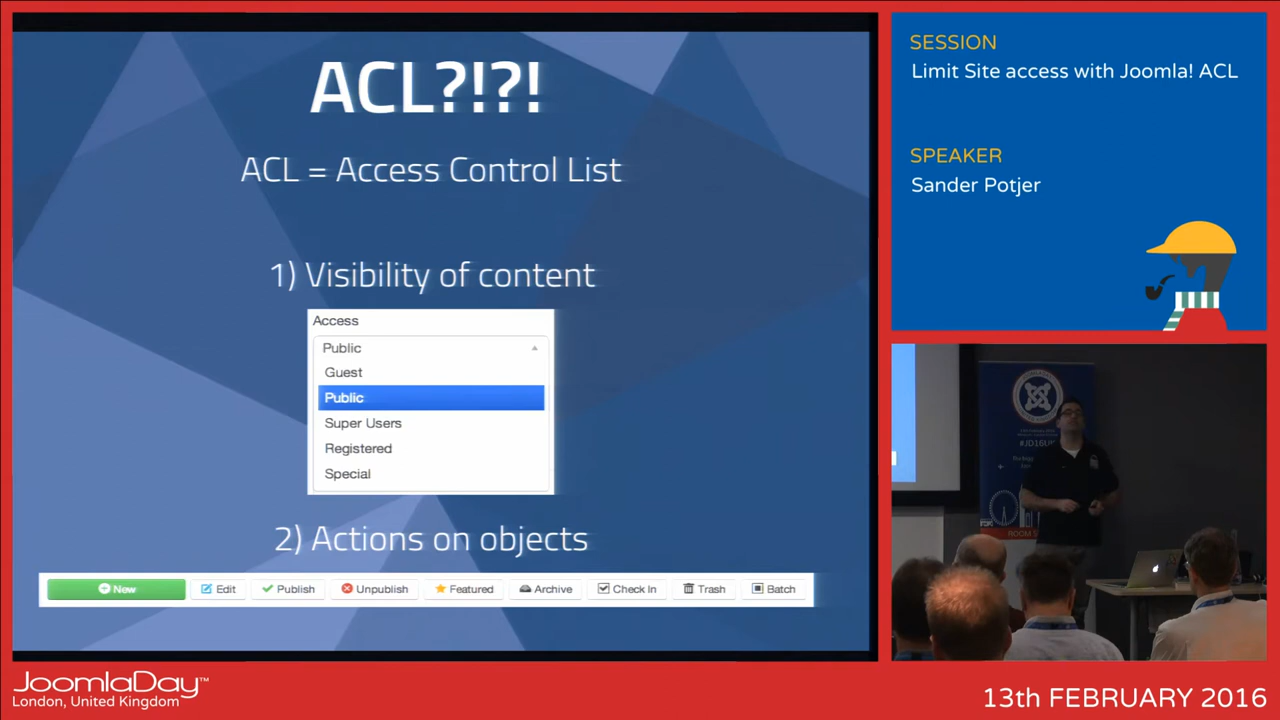 ACL?!?!
ACL = Access Control List
1) Visibility of content
Access
Public
Guest
Public
Super Users
Registered
Special
2) Actions on objects
New Edit Publish Unpublish Featured Archive Check In Trash Batch
SESSION
Limit Site access with Joomla! ACL
SPEAKER
Sander Potjer
#JD16U
ROOM
JoomlaDay™
London, United Kingdom
13th FEBRUARY 2016